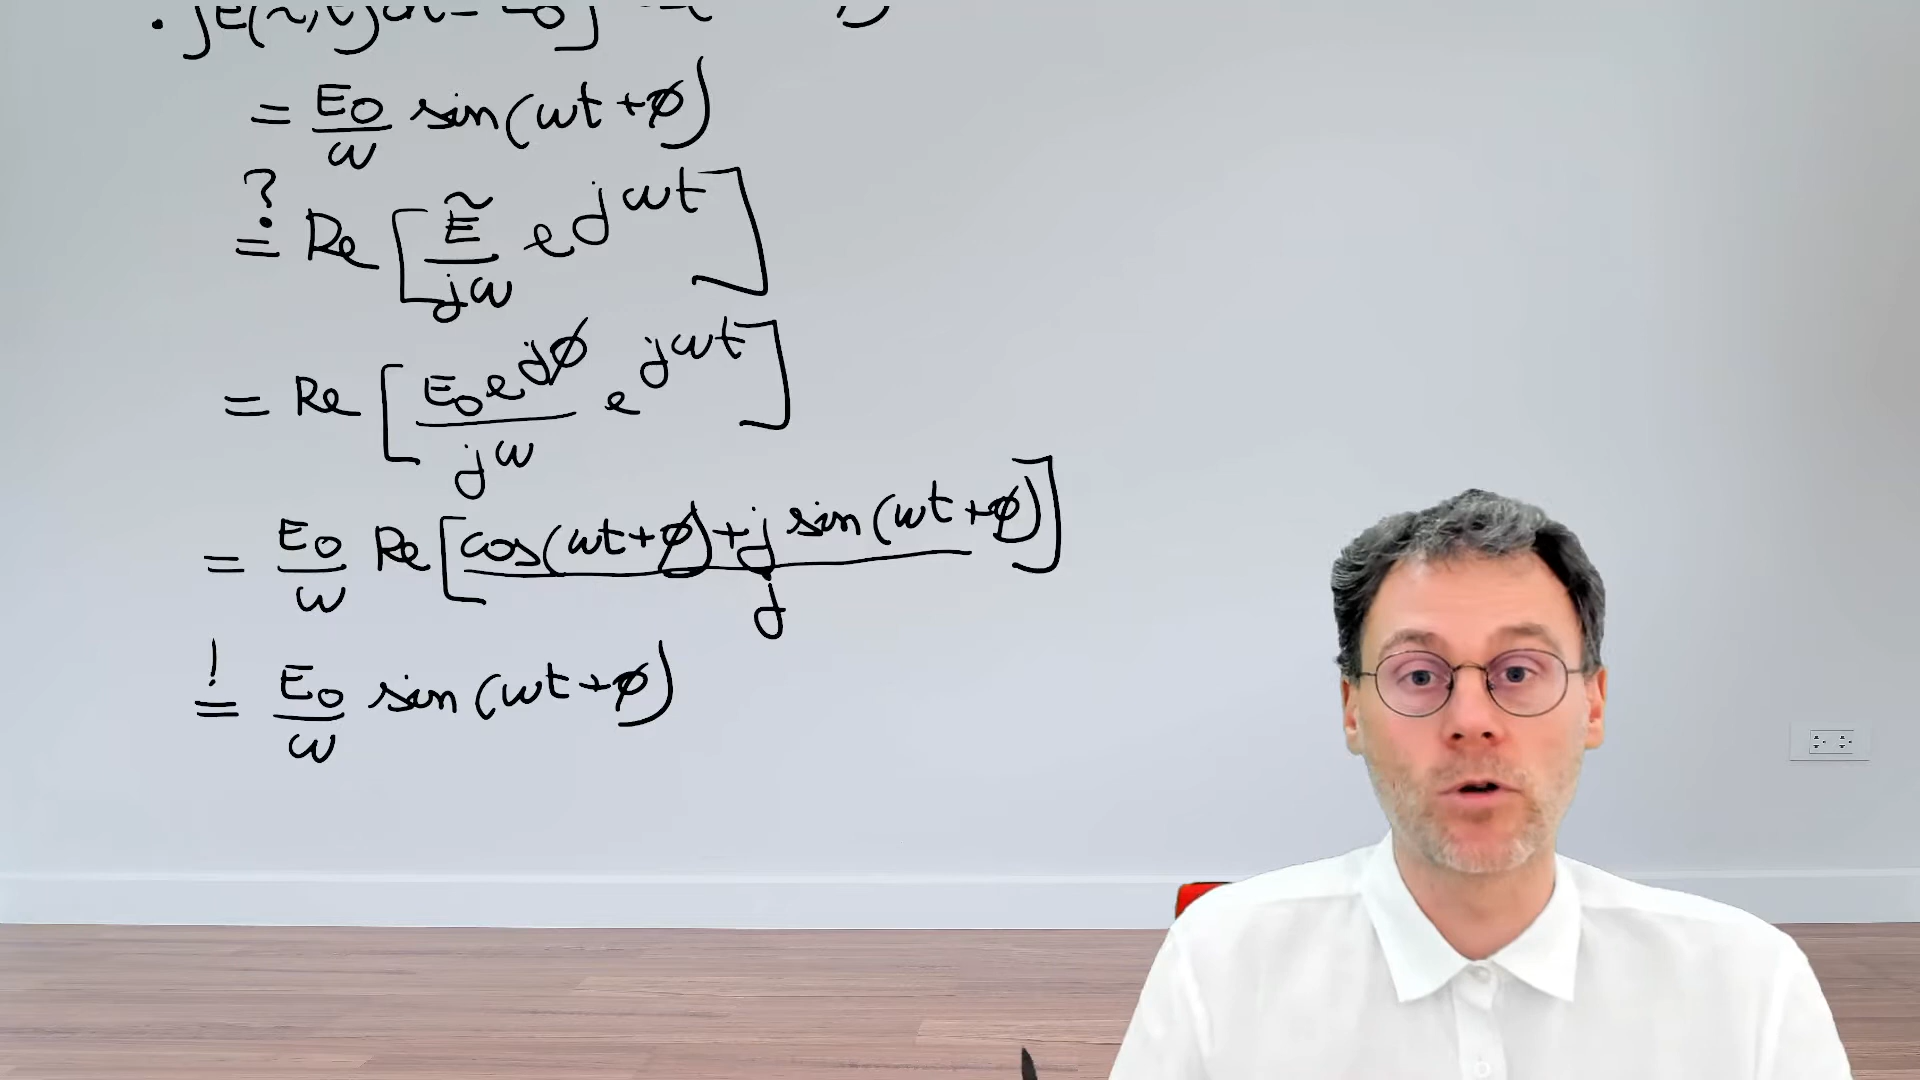 = E₀/ω sin(ωt+ϕ)
?= Re[Ẽ/jω e^jωt]
= Re[E₀e^jϕ/jω e^jωt]
= E₀/ω Re[cos(ωt+ϕ)+j sin(ωt+ϕ)/j]
!= E₀/ω sin(ωt+ϕ)